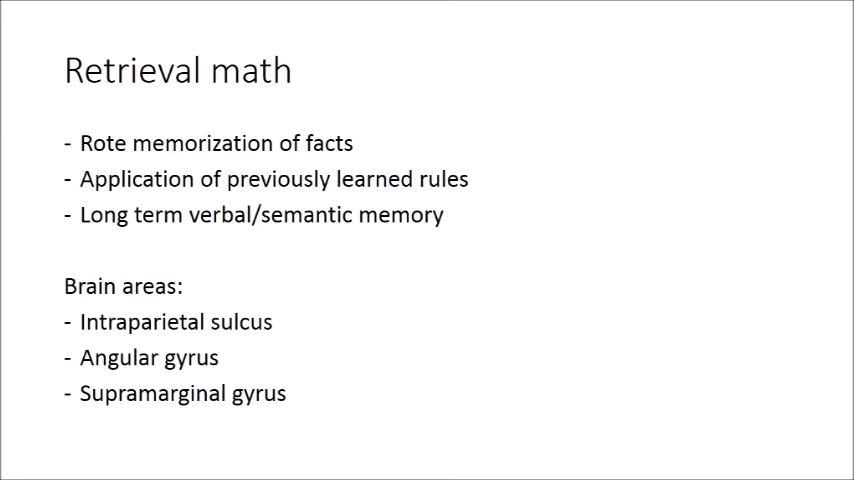 Retrieval math
- Rote memorization of facts
- Application of previously learned rules
- Long term verbal/semantic memory
Brain areas:
- Intraparietal sulcus
- Angular gyrus
- Supramarginal gyrus